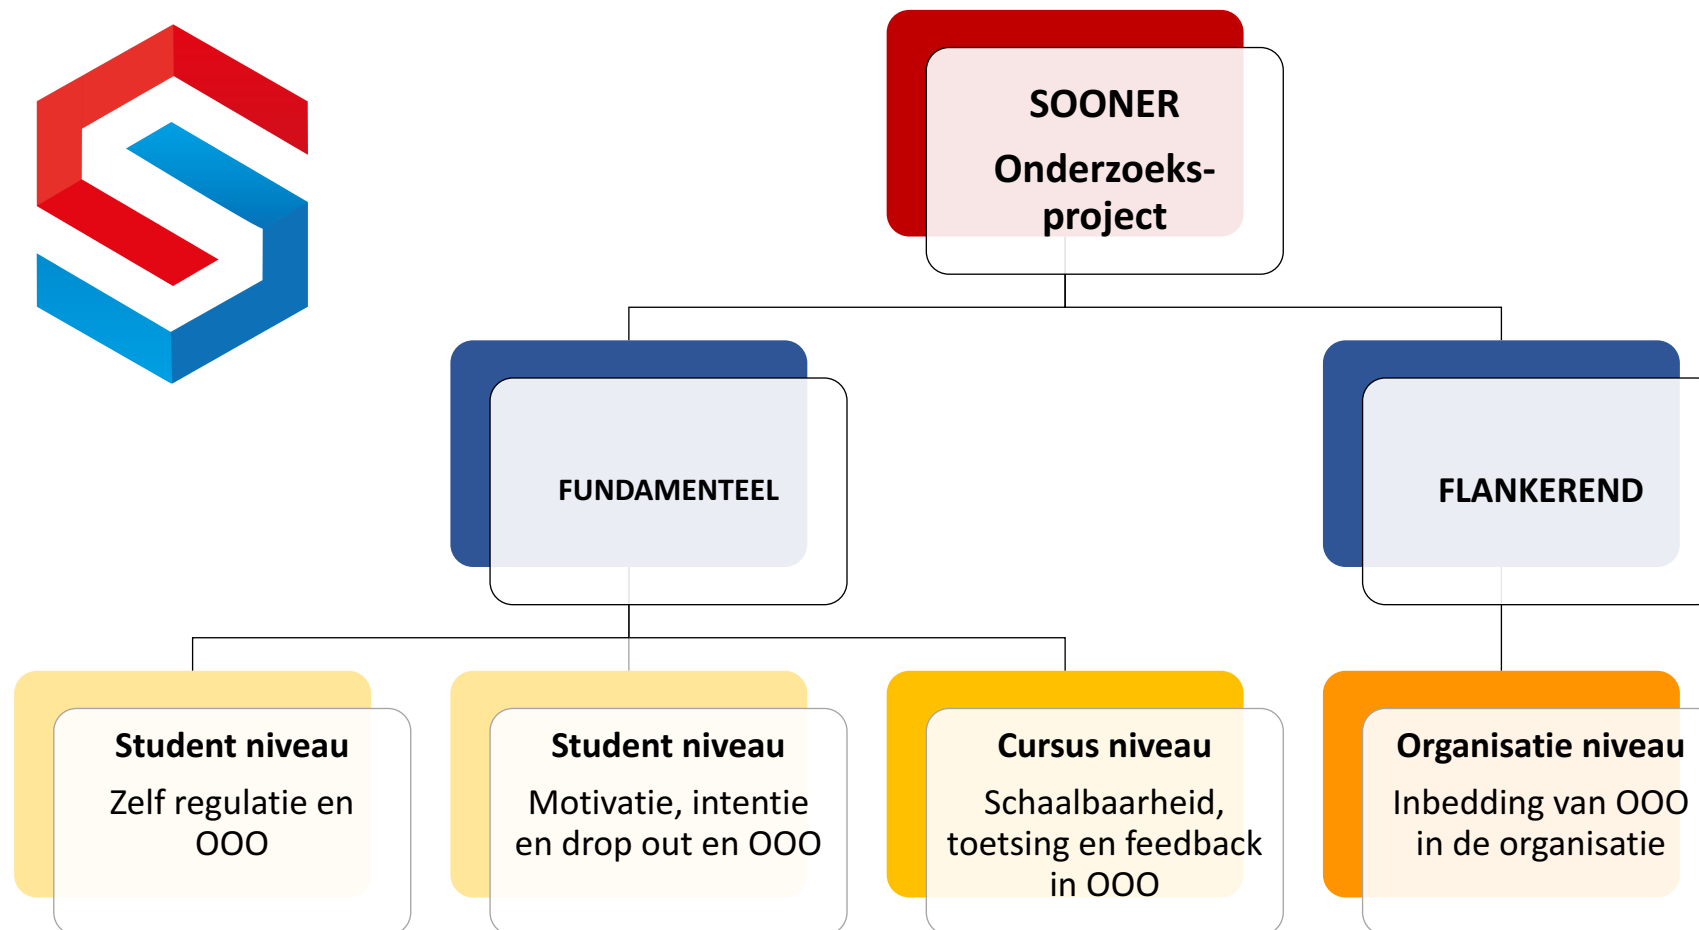 SOONER
Onderzoeks-
project
FUNDAMENTEEL
FLANKEREND
Student niveau
Zelf regulatie en
OOO
Student niveau
Motivatie, intentie
en drop out en OOO
Cursus niveau
Schaalbaarheid,
toetsing en feedback
in OOO
Organisatie niveau
Inbedding van OOO
in de organisatie